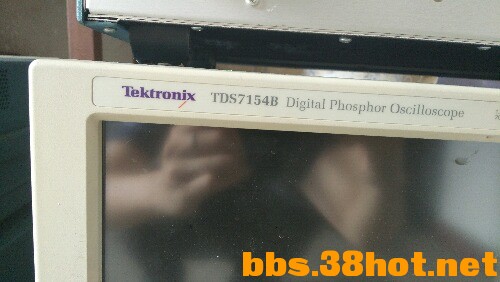 Tektronix TDS7154B Digital Phosphor Oscilloscope
bbs.38hot.net